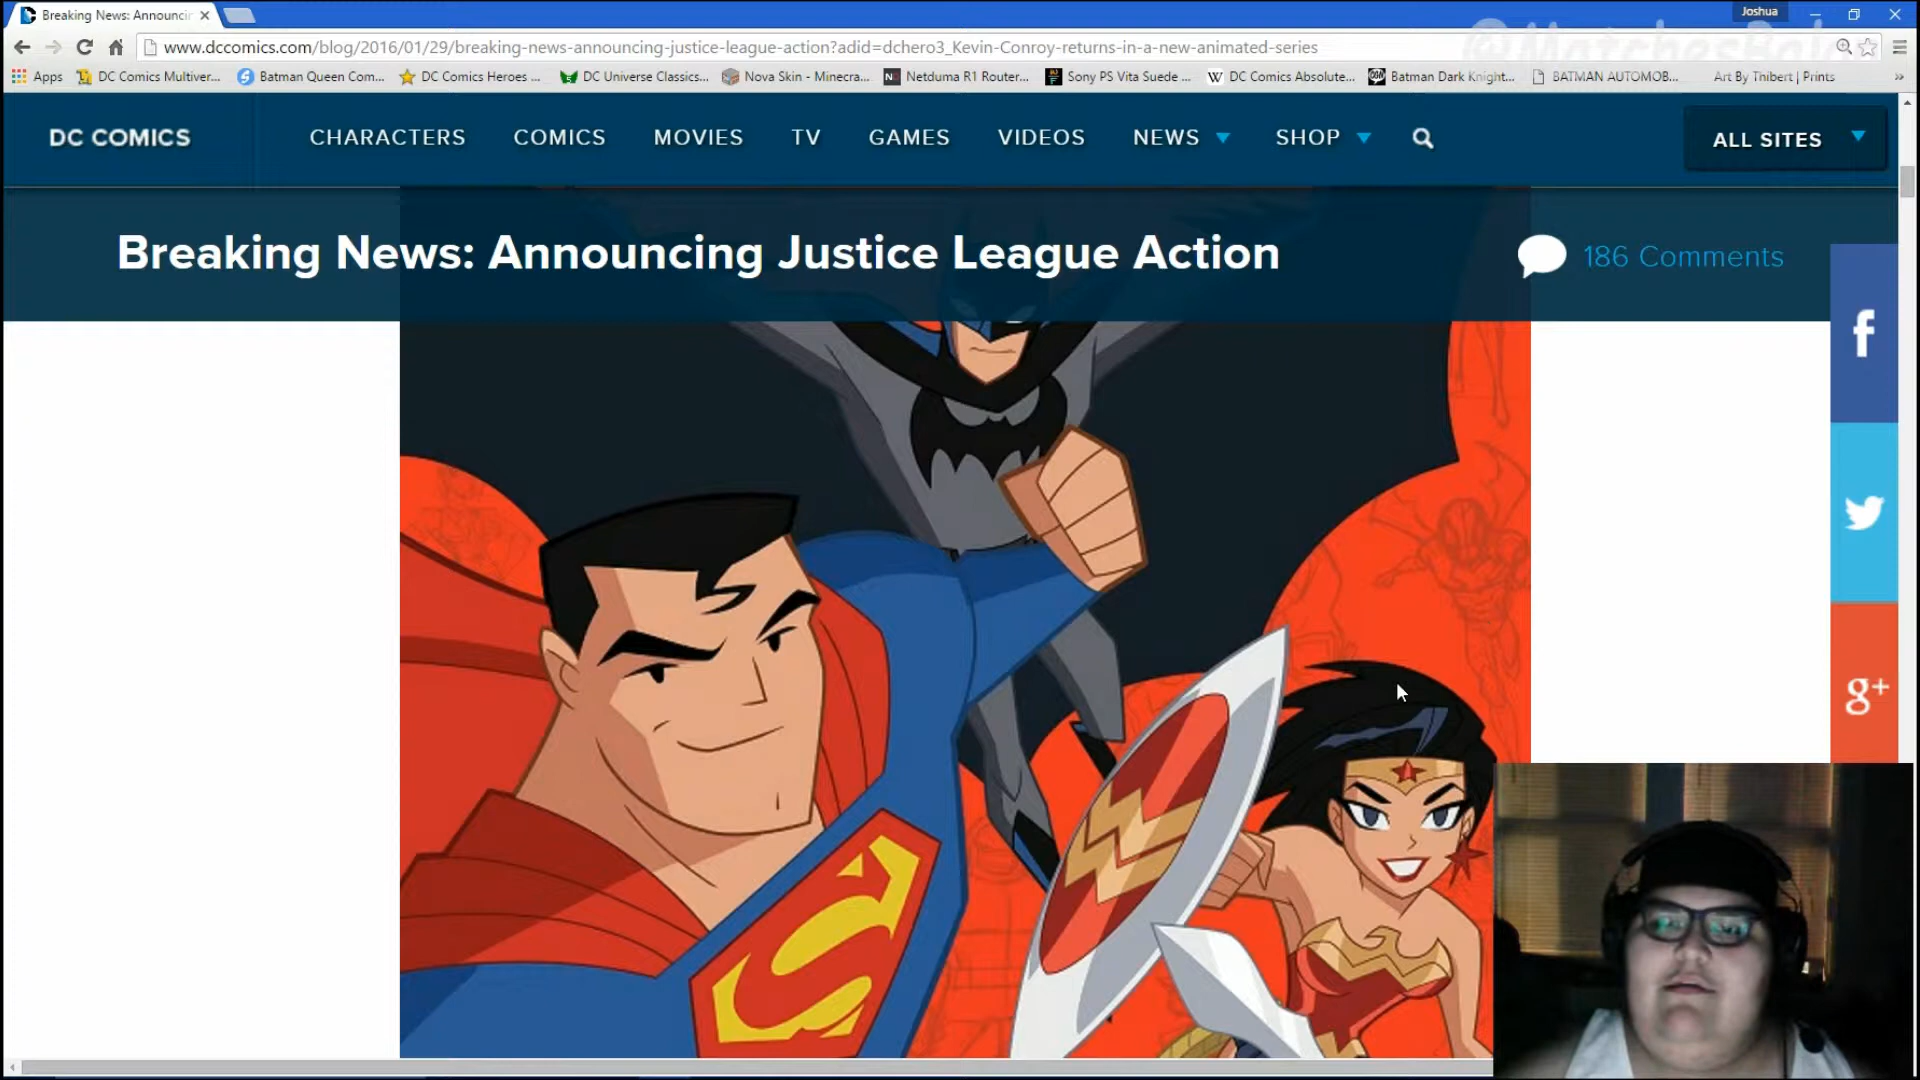 Breaking News: Announcin
Joshua
www.dccomics.com/blog/2016/01/29/breaking-news-announcing-justice-league-action?adid=dchero3_Kevin-Conroy-returns-in-a-new-animated-series
Apps DC Comics Multiver... Batman Queen Com... DC Comics Heroes ... DC Universe Classics... Nova Skin - Minecra... Netduma R1 Router... Sony PS Vita Suede ... DC Comics Absolute... Batman Dark Knight... BATMAN AUTOMOB... Art By Thibert | Prints
DC COMICS CHARACTERS COMICS MOVIES TV GAMES VIDEOS NEWS SHOP ALL SITES
Breaking News: Announcing Justice League Action 186 Comments
f
g+
S